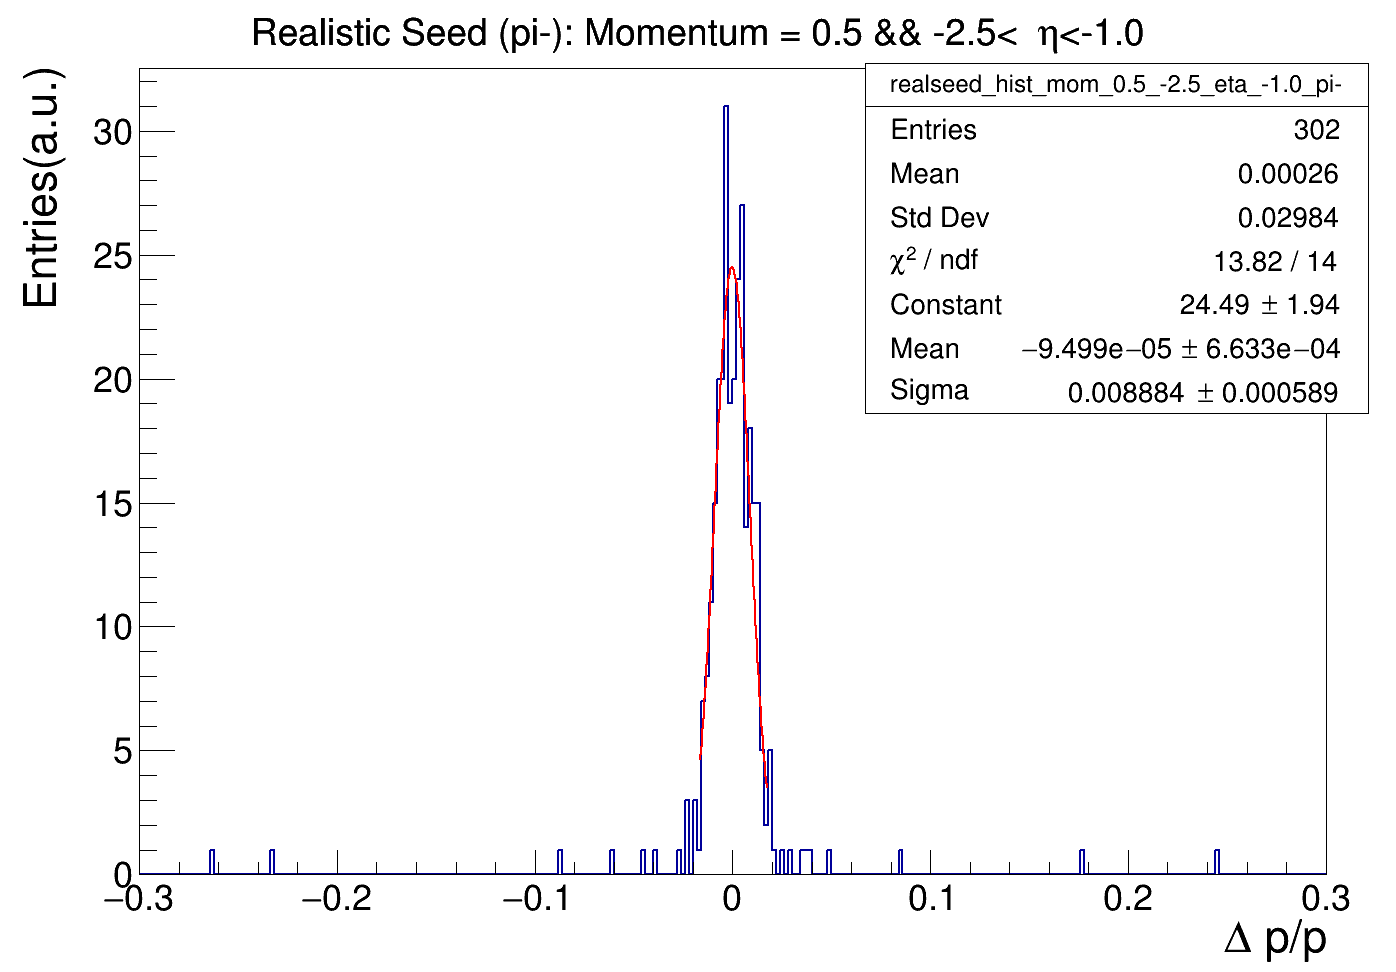 Realistic Seed (pi-): Momentum = 0.5 && -2.5< η<-1.0
realseed_hist_mom_0.5_-2.5_eta_-1.0_pi-
Entries 302
Mean 0.00026
Std Dev 0.02984
χ² / ndf 13.82 / 14
Constant 24.49 ± 1.94
Mean −9.499e−05 ± 6.633e−04
Sigma 0.008884 ± 0.000589
Entries(a.u.)
30
25
20
15
10
5
0
−0.3 −0.2 −0.1 0 0.1 0.2 0.3
Δ p/p